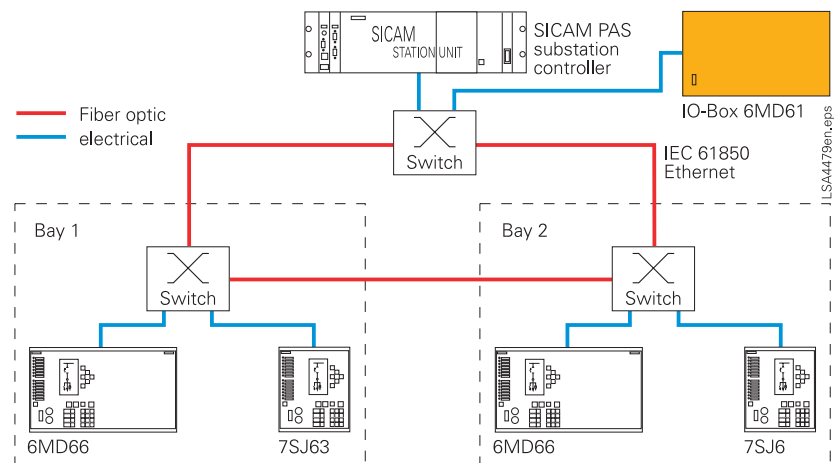 SICAM
STATION UNIT
SICAM PAS
substation
controller
IO-Box 6MD61
Fiber optic
electrical
Switch
IEC 61850
Ethernet
LSA4479en.eps
Bay 1
Bay 2
Switch
Switch
6MD66
7SJ63
6MD66
7SJ6